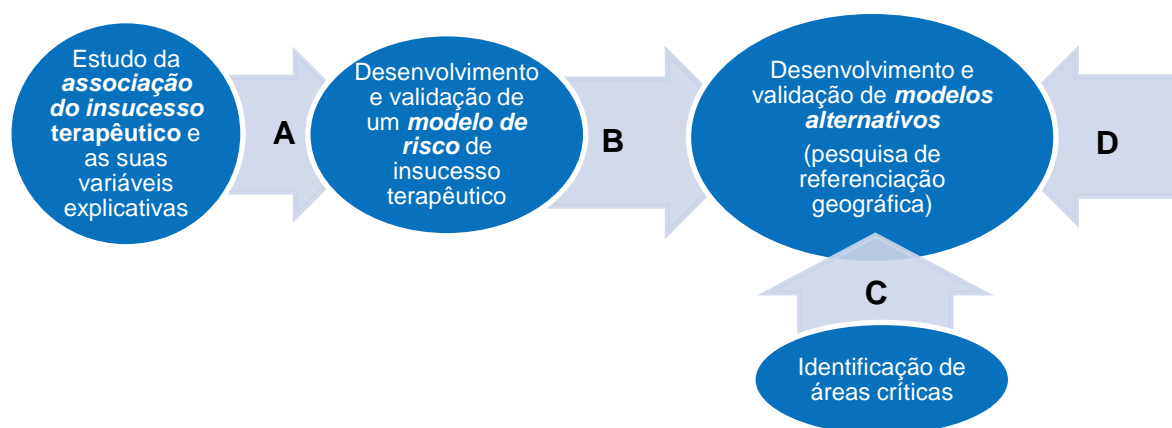 Estudo da
associação
do insucesso
terapêutico e
as suas
variáveis
explicativas
A
Desenvolvimento
e validação de
um modelo de
risco de
insucesso
terapêutico
B
Desenvolvimento e
validação de modelos
alternativos
(pesquisa de
referenciação
geográfica)
D
C
Identificação de
áreas críticas